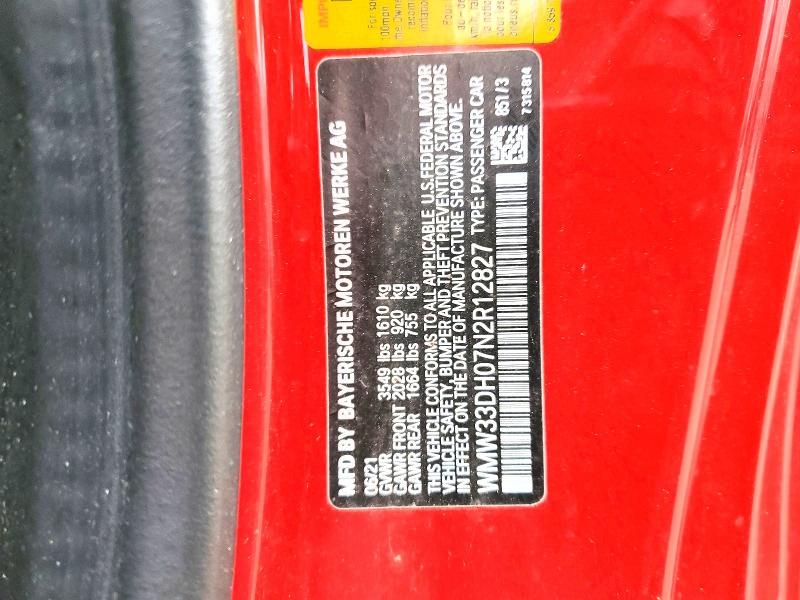 MFD BY BAYERISCHE MOTOREN WERKE AG
06/21
GVWR 3549 lbs 1610 kg
GAWR FRONT 2028 lbs 920 kg
GAWR REAR 1664 lbs 755 kg
THIS VEHICLE CONFORMS TO ALL APPLICABLE U.S.FEDERAL MOTOR
VEHICLE SAFETY, BUMPER AND THEFT PREVENTION STANDARDS
IN EFFECT ON THE DATE OF MANUFACTURE SHOWN ABOVE.
WMW33DH07N2R12827 TYPE: PASSENGER CAR
851/3
7315814